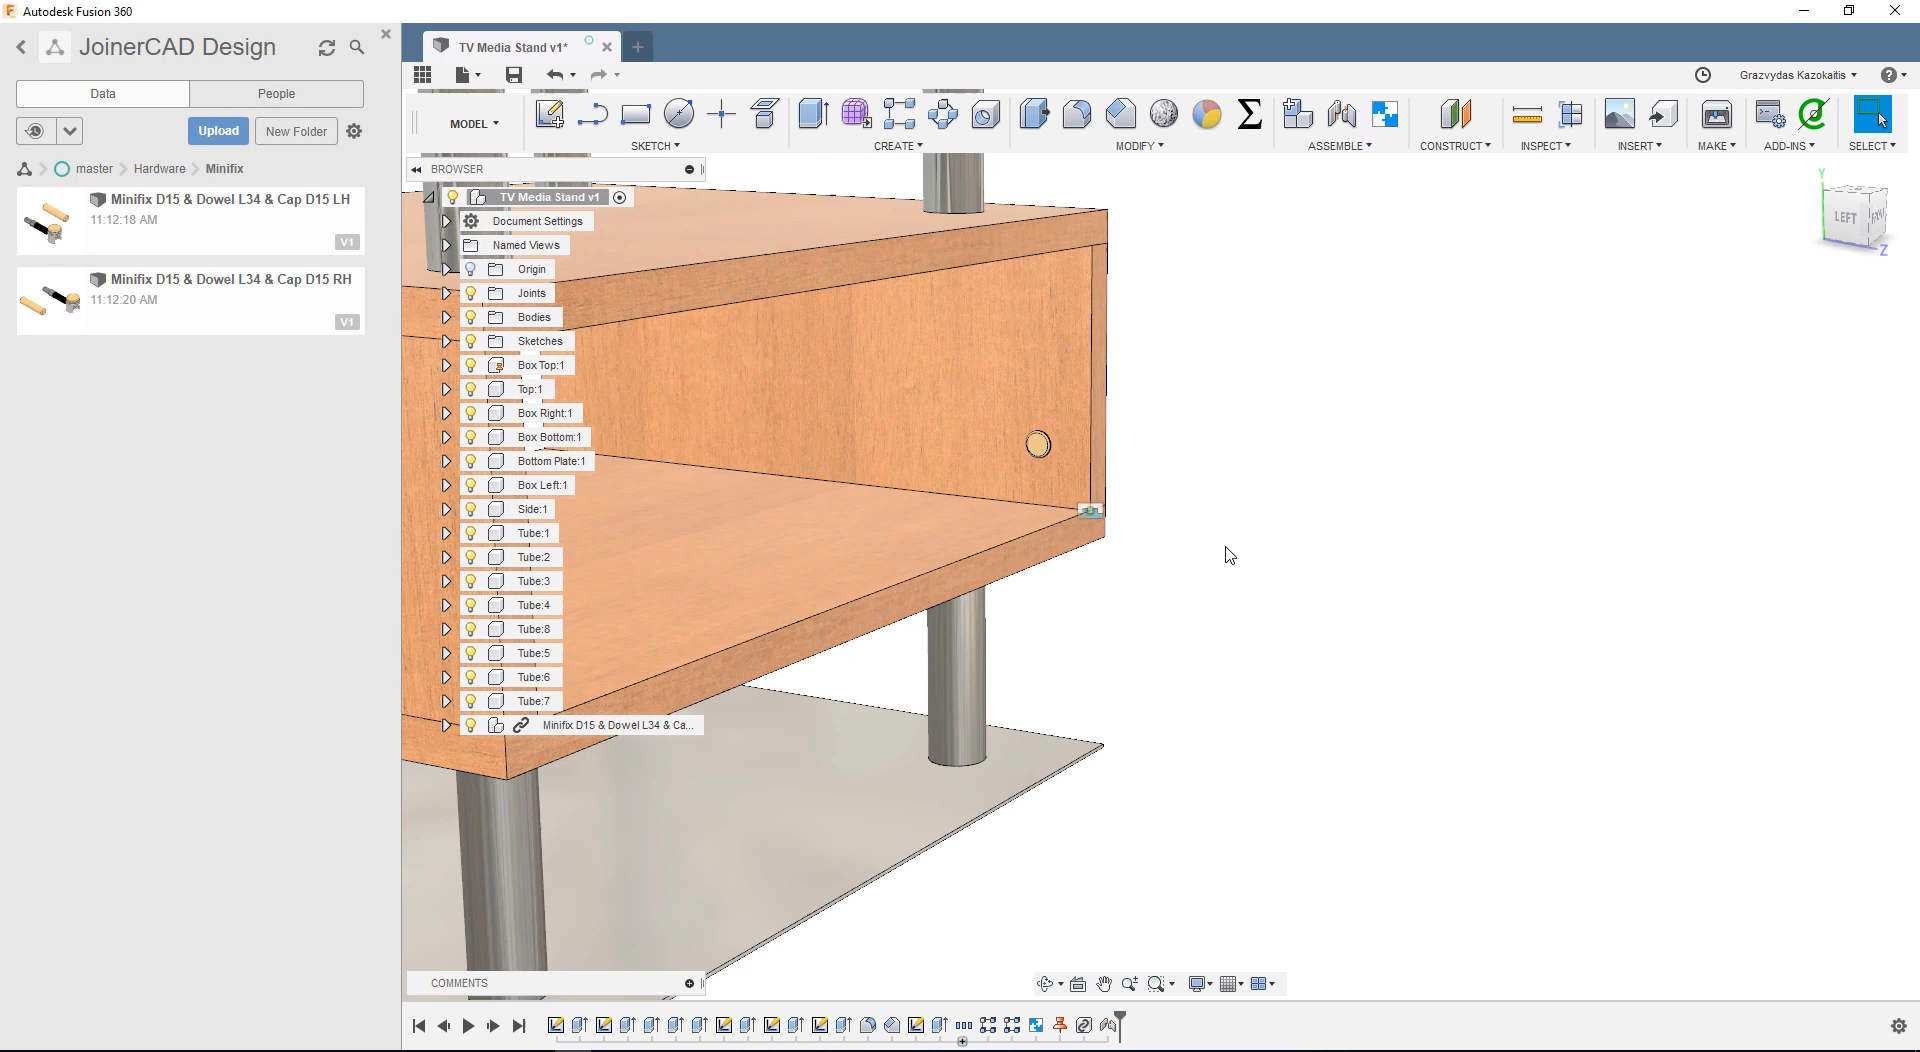 Autodesk Fusion 360
JoinerCAD Design
Data
People
Upload
New Folder
master
Hardware
Minifix
Minifix D15 & Dowel L34 & Cap D15 LH
11:12:18 AM
V1
Minifix D15 & Dowel L34 & Cap D15 RH
11:12:20 AM
V1
TV Media Stand v1*
Grazvydas Kazokaitis
MODEL
SKETCH
CREATE
MODIFY
ASSEMBLE
CONSTRUCT
INSPECT
INSERT
MAKE
ADD-INS
SELECT
BROWSER
TV Media Stand v1
Document Settings
Named Views
Origin
Joints
Bodies
Sketches
Box Top:1
Top:1
Box Right:1
Box Bottom:1
Bottom Plate:1
Box Left:1
Side:1
Tube:1
Tube:2
Tube:3
Tube:4
Tube:8
Tube:5
Tube:6
Tube:7
Minifix D15 & Dowel L34 & Ca...
Y
LEFT
Z
COMMENTS